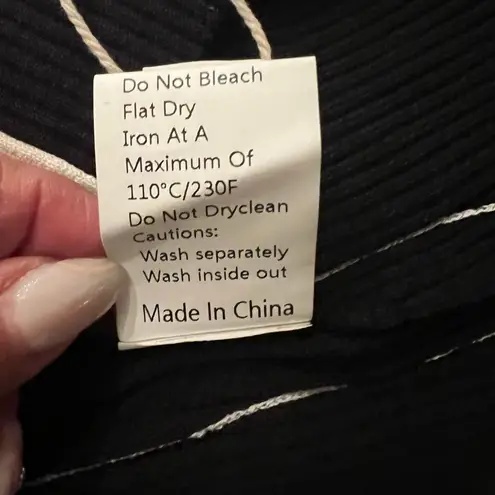 Do Not Bleach
Flat Dry
Iron At A
Maximum Of
110°C/230F
Do Not Dryclean
Cautions:
Wash separately
Wash inside out
Made In China